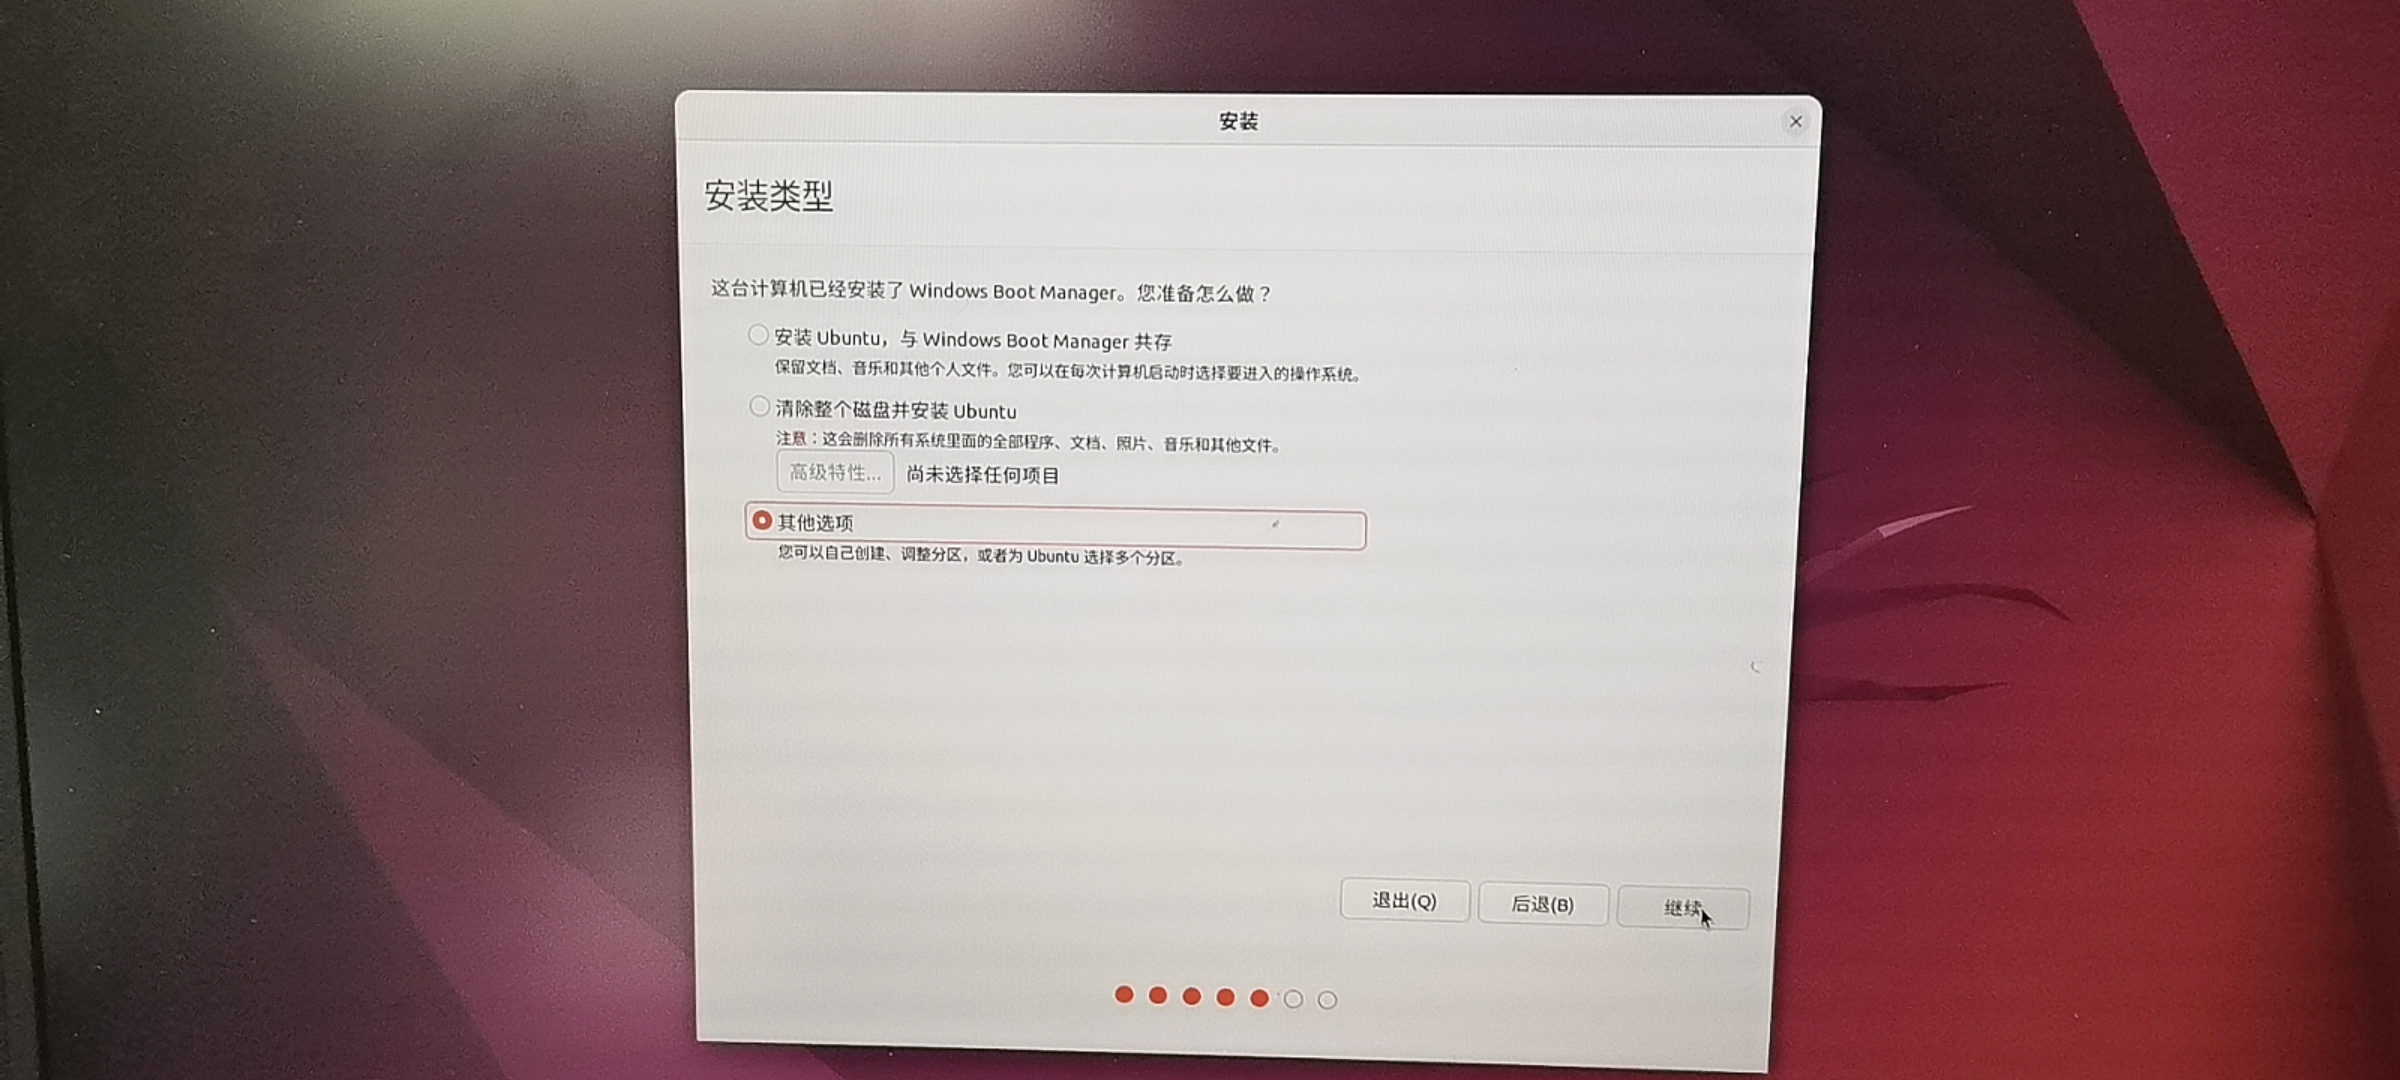 安装
安装类型
这台计算机已经安装了 Windows Boot Manager。您准备怎么做？
安装 Ubuntu，与 Windows Boot Manager 共存
保留文档、音乐和其他个人文件。您可以在每次计算机启动时选择要进入的操作系统。
清除整个磁盘并安装 Ubuntu
注意：这会删除所有系统里面的全部程序、文档、照片、音乐和其他文件。
高级特性... 尚未选择任何项目
其他选项
您可以自己创建、调整分区，或者为 Ubuntu 选择多个分区。
退出(Q) 后退(B) 继续